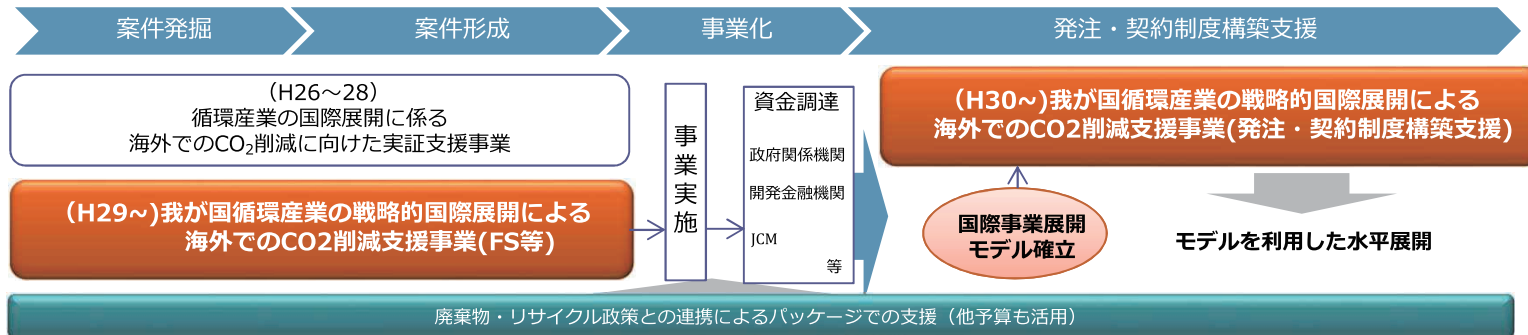 案件発掘
案件形成
事業化
発注・契約制度構築支援
（H26～28）
循環産業の国際展開に係る
海外でのCO₂削減に向けた実証支援事業
（H29~)我が国循環産業の戦略的国際展開による
海外でのCO2削減支援事業(FS等)
事業実施
資金調達
政府関係機関
開発金融機関
JCM
等
（H30~)我が国循環産業の戦略的国際展開による
海外でのCO2削減支援事業(発注・契約制度構築支援)
国際事業展開
モデル確立
モデルを利用した水平展開
廃棄物・リサイクル政策との連携によるパッケージでの支援（他予算も活用）